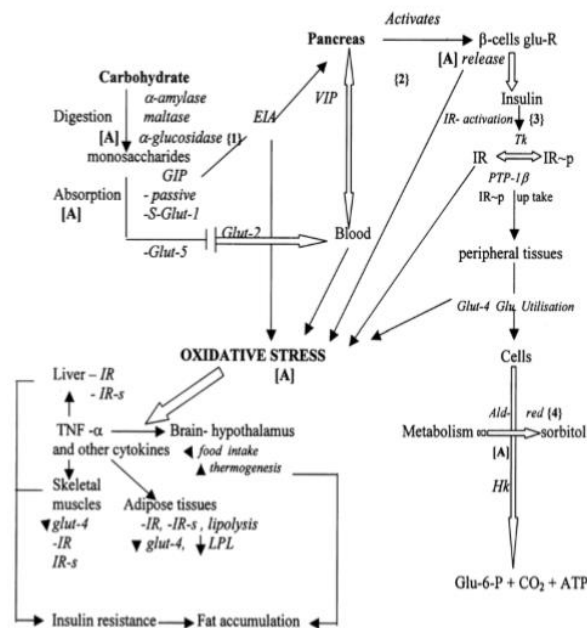 Activates
Pancreas
β-cells glu-R
[A] release
{2}
Carbohydrate
α-amylase
maltase
Digestion
[A] α-glucosidase {1}
monosaccharides
EIA
VIP
Insulin
IR- activation {3}
Tk
IR IR~p
PTP-1β
IR~p up take
GIP
Absorption - passive
[A] -S-Glut-1
Glut-2
-Glut-5
Blood
peripheral tissues
Glut-4 Glu. Utilisation
Cells
OXIDATIVE STRESS
[A]
Liver – IR
- IR-s
TNF -α Brain- hypothalamus
and other cytokines food intake
thermogenesis
Ald- red {4}
Metabolism sorbitol
[A]
Hk
Skeletal
muscles Adipose tissues
glut-4 -IR, -IR-s , lipolysis
-IR glut-4, LPL
IR-s
Glu-6-P + CO₂ + ATP
Insulin resistance Fat accumulation